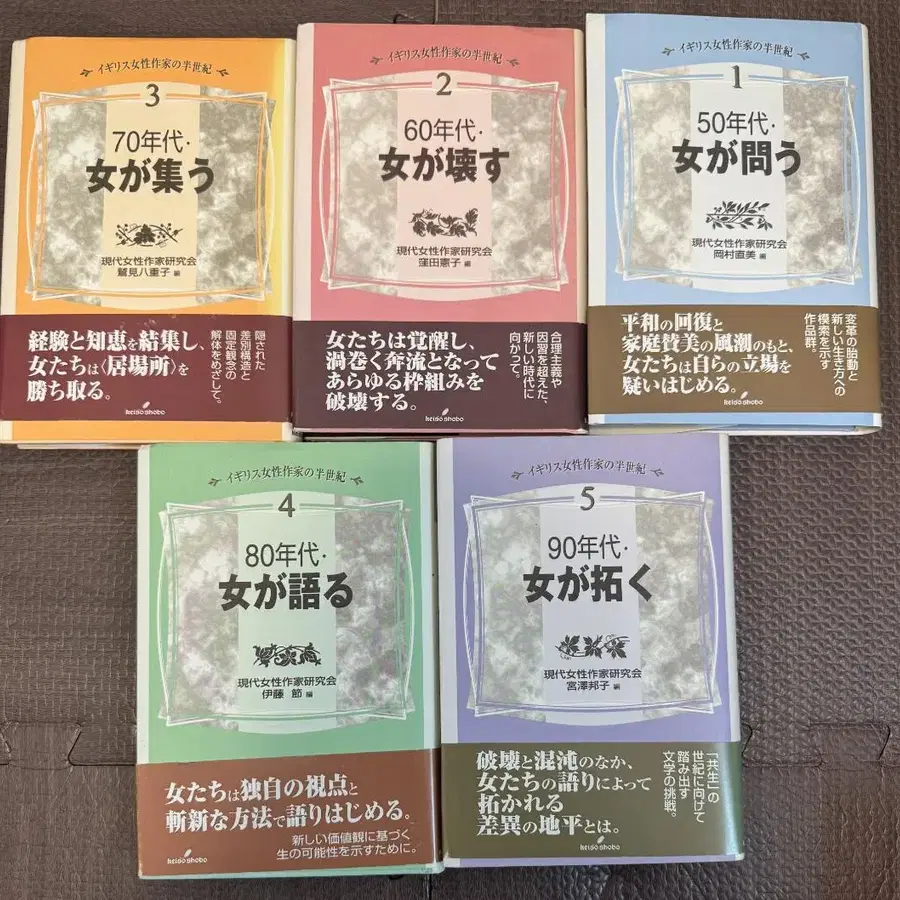 イギリス女性作家の半世紀
3
70年代・
女が集う
現代女性作家研究会
鷲見八重子 編
経験と知恵を結集し、
女たちは〈居場所〉を
勝ち取る。
隠された
差別構造と
固定観念の
解体をめざして。
keiso shobo
イギリス女性作家の半世紀
2
60年代・
女が壊す
現代女性作家研究会
窪田憲子 編
女たちは覚醒し、
渦巻く奔流となって
あらゆる枠組みを
破壊する。
合理主義や
因習を超えた、
新しい時代に
向かって。
keiso shobo
イギリス女性作家の半世紀
1
50年代・
女が問う
現代女性作家研究会
岡村直美 編
平和の回復と
家庭賛美の風潮のもと、
女たちは自らの立場を
疑いはじめる。
変革の胎動と
新しい生き方への
模索を示す
作品群。
keiso shobo
イギリス女性作家の半世紀
4
80年代・
女が語る
現代女性作家研究会
伊藤 節 編
女たちは独自の視点と
斬新な方法で語りはじめる。
新しい価値観に基づく
生の可能性を示すために。
keiso shobo
イギリス女性作家の半世紀
5
90年代・
女が拓く
現代女性作家研究会
宮澤邦子 編
破壊と混沌のなか、
女たちの語りによって
拓かれる
差異の地平とは。
「共生」の
世紀に向けて
踏み出す
文学の挑戦。
keiso shobo